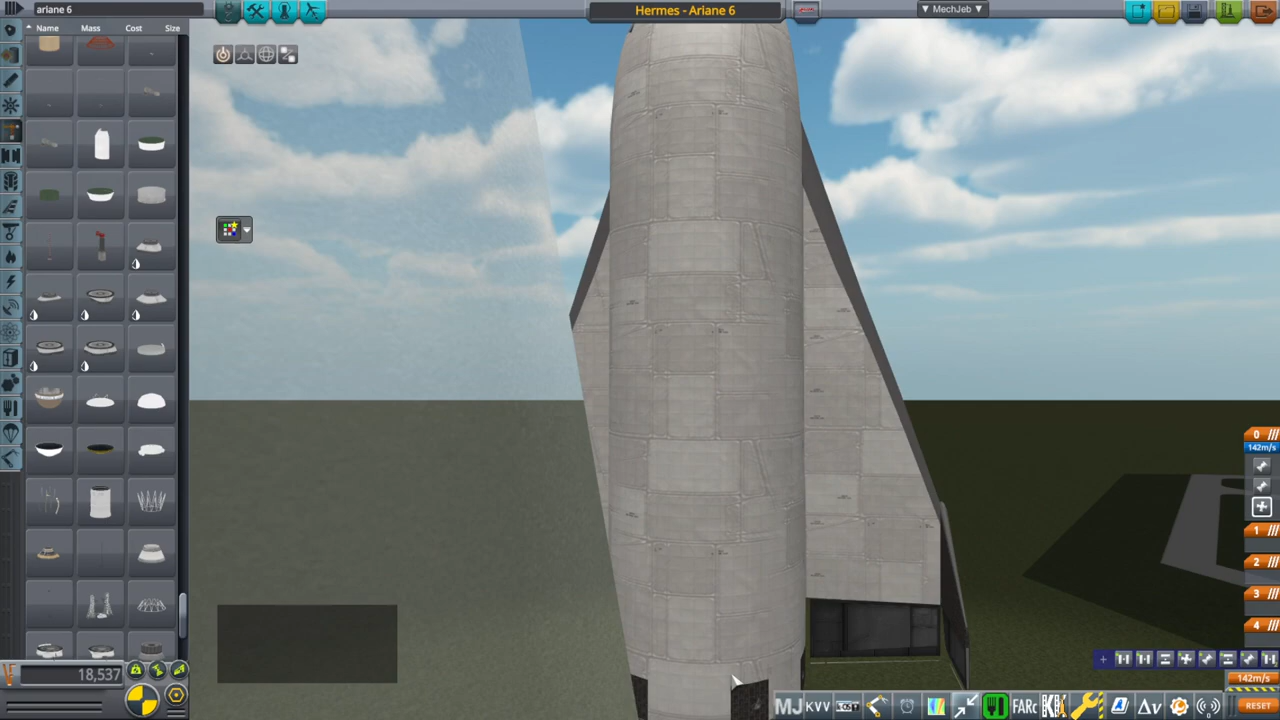 ariane 6
Hermes - Ariane 6
▼ MechJeb ▼
Name Mass Cost Size
0
142m/s
1
2
3
4
18,537
142m/s
MJ KVV FARc Δv RESET